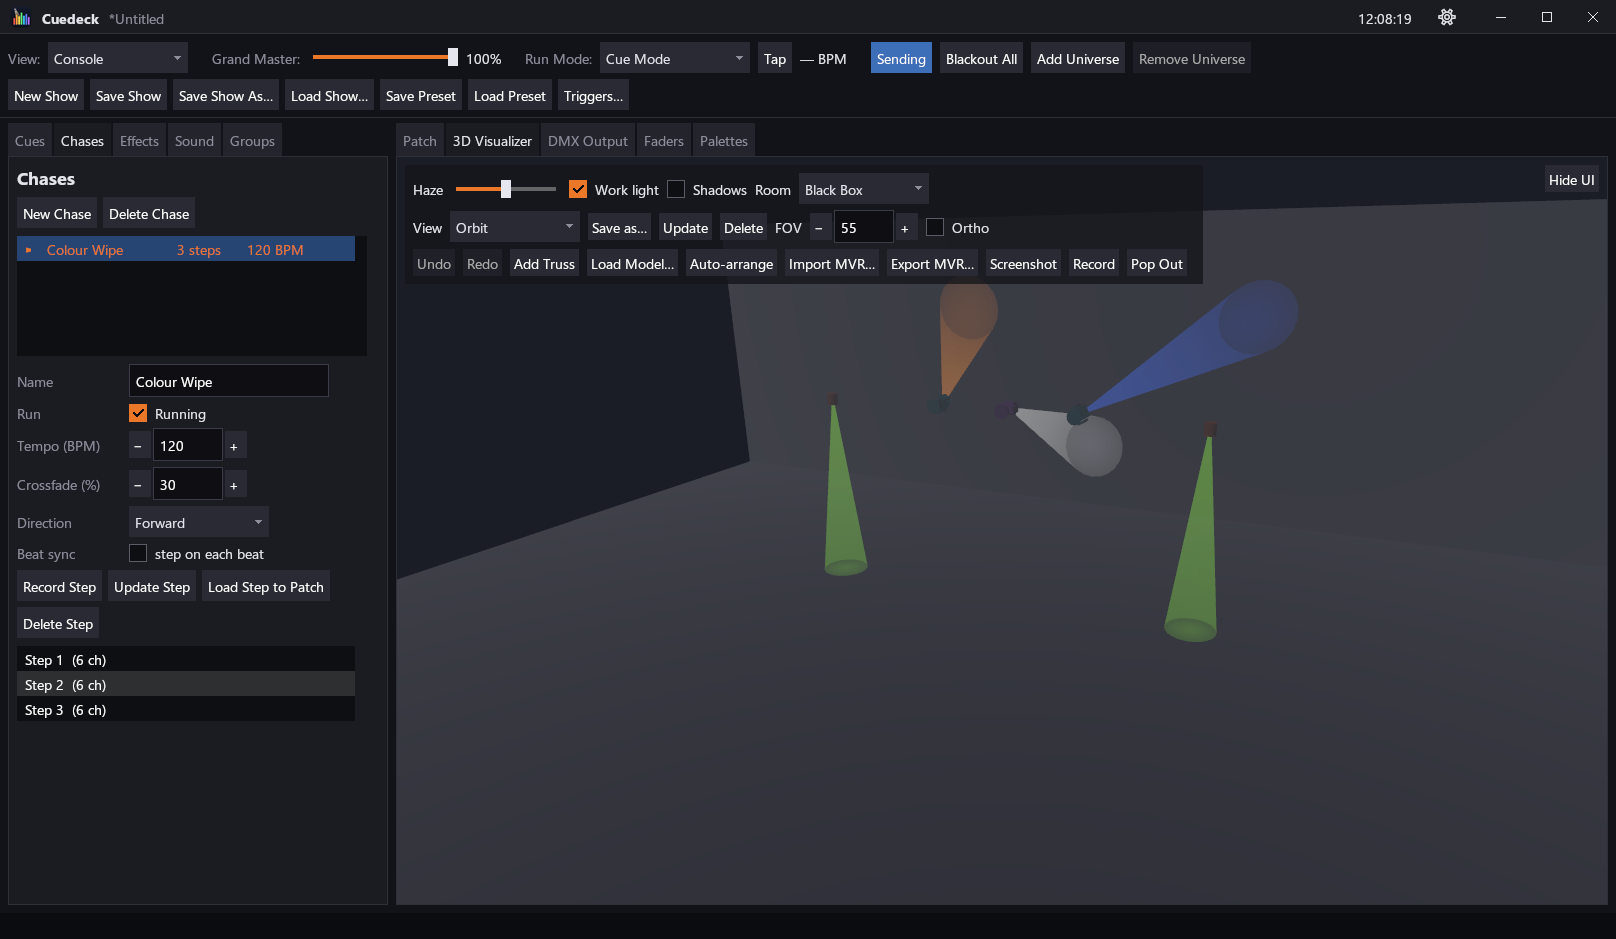 Cuedeck *Untitled 12:08:19
View: Console Grand Master: 100% Run Mode: Cue Mode Tap — BPM Sending Blackout All Add Universe Remove Universe
New Show Save Show Save Show As... Load Show... Save Preset Load Preset Triggers...
Cues Chases Effects Sound Groups
Chases
New Chase Delete Chase
Colour Wipe 3 steps 120 BPM
Name Colour Wipe
Run Running
Tempo (BPM) − 120 +
Crossfade (%) − 30 +
Direction Forward
Beat sync step on each beat
Record Step Update Step Load Step to Patch
Delete Step
Step 1 (6 ch)
Step 2 (6 ch)
Step 3 (6 ch)
Patch 3D Visualizer DMX Output Faders Palettes
Haze Work light Shadows Room Black Box Hide UI
View Orbit Save as... Update Delete FOV − 55 + Ortho
Undo Redo Add Truss Load Model... Auto-arrange Import MVR... Export MVR... Screenshot Record Pop Out